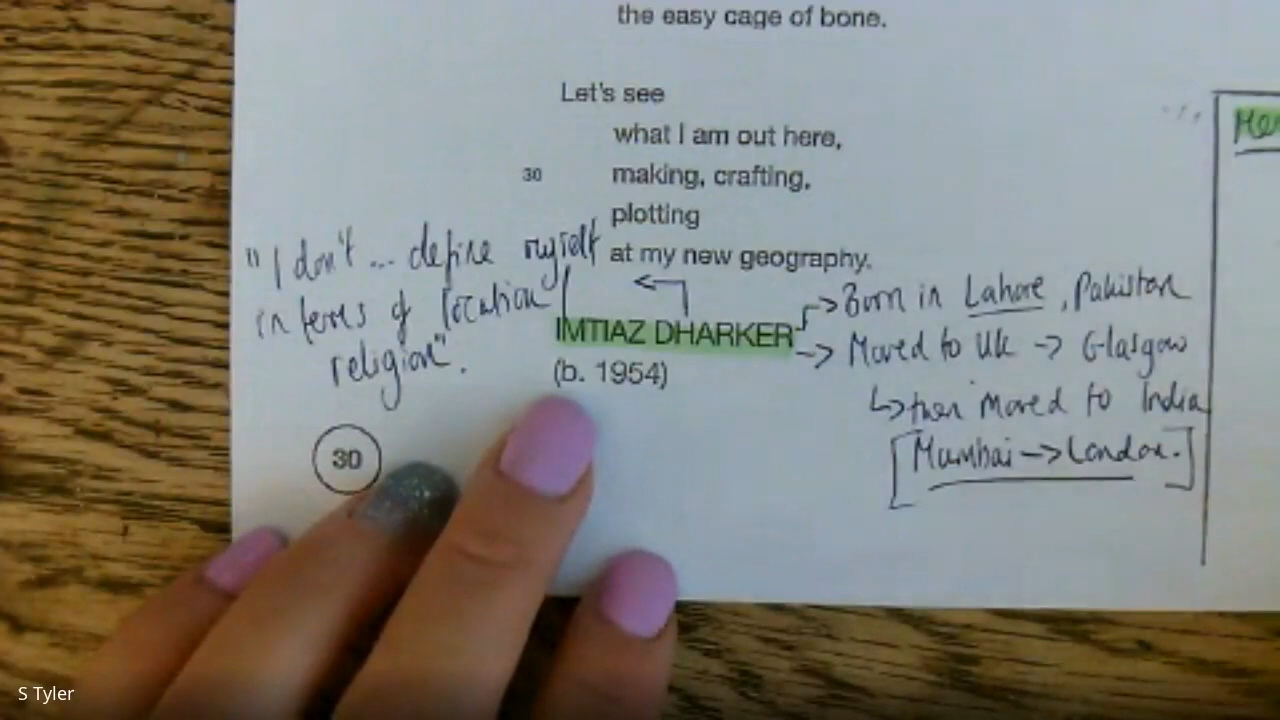 the easy cage of bone.
Let's see
what I am out here,
30 making, crafting,
plotting
at my new geography.
"I don't ... define myself
in terms of location
religion".
IMTIAZ DHARKER
(b. 1954)
-> Born in Lahore, Pakistan
-> Moved to UK -> Glasgow
↳ then moved to India
[Mumbai -> London.]
30
S Tyler